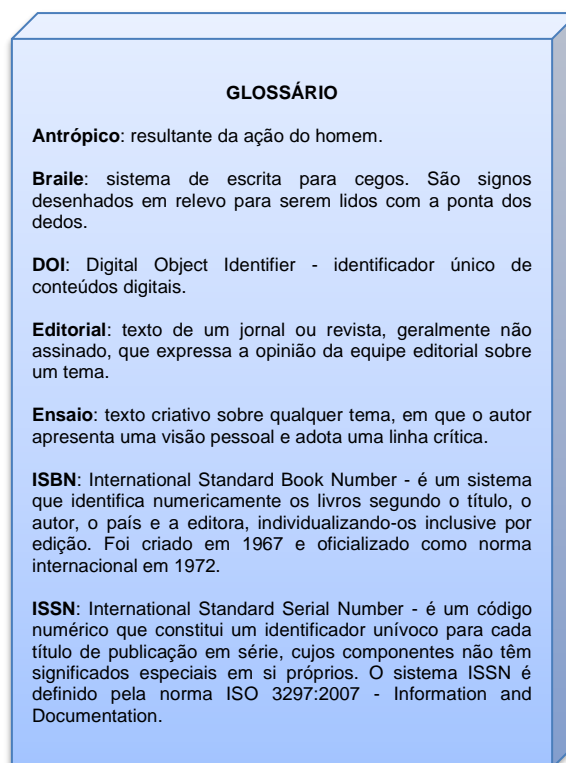 GLOSSÁRIO
Antrópico: resultante da ação do homem.
Braile: sistema de escrita para cegos. São signos
desenhados em relevo para serem lidos com a ponta dos
dedos.
DOI: Digital Object Identifier - identificador único de
conteúdos digitais.
Editorial: texto de um jornal ou revista, geralmente não
assinado, que expressa a opinião da equipe editorial sobre
um tema.
Ensaio: texto criativo sobre qualquer tema, em que o autor
apresenta uma visão pessoal e adota uma linha crítica.
ISBN: International Standard Book Number - é um sistema
que identifica numericamente os livros segundo o título, o
autor, o país e a editora, individualizando-os inclusive por
edição. Foi criado em 1967 e oficializado como norma
internacional em 1972.
ISSN: International Standard Serial Number - é um código
numérico que constitui um identificador unívoco para cada
título de publicação em série, cujos componentes não têm
significados especiais em si próprios. O sistema ISSN é
definido pela norma ISO 3297:2007 - Information and
Documentation.